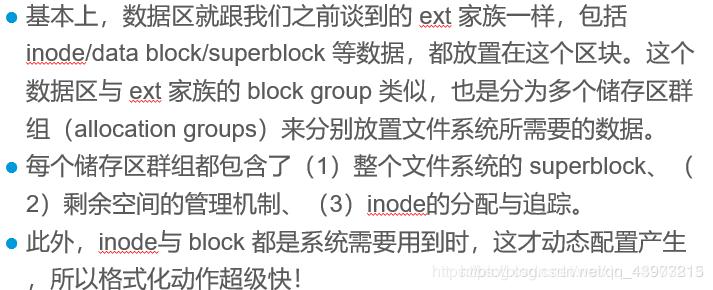 基本上，数据区就跟我们之前谈到的 ext 家族一样，包括
inode/data block/superblock 等数据，都放置在这个区块。这个
数据区与 ext 家族的 block group 类似，也是分为多个储存区群
组（allocation groups）来分别放置文件系统所需要的数据。
每个储存区群组都包含了（1）整个文件系统的 superblock、（
2）剩余空间的管理机制、（3）inode的分配与追踪。
此外，inode与 block 都是系统需要用到时，这才动态配置产生
，所以格式化动作超级快！